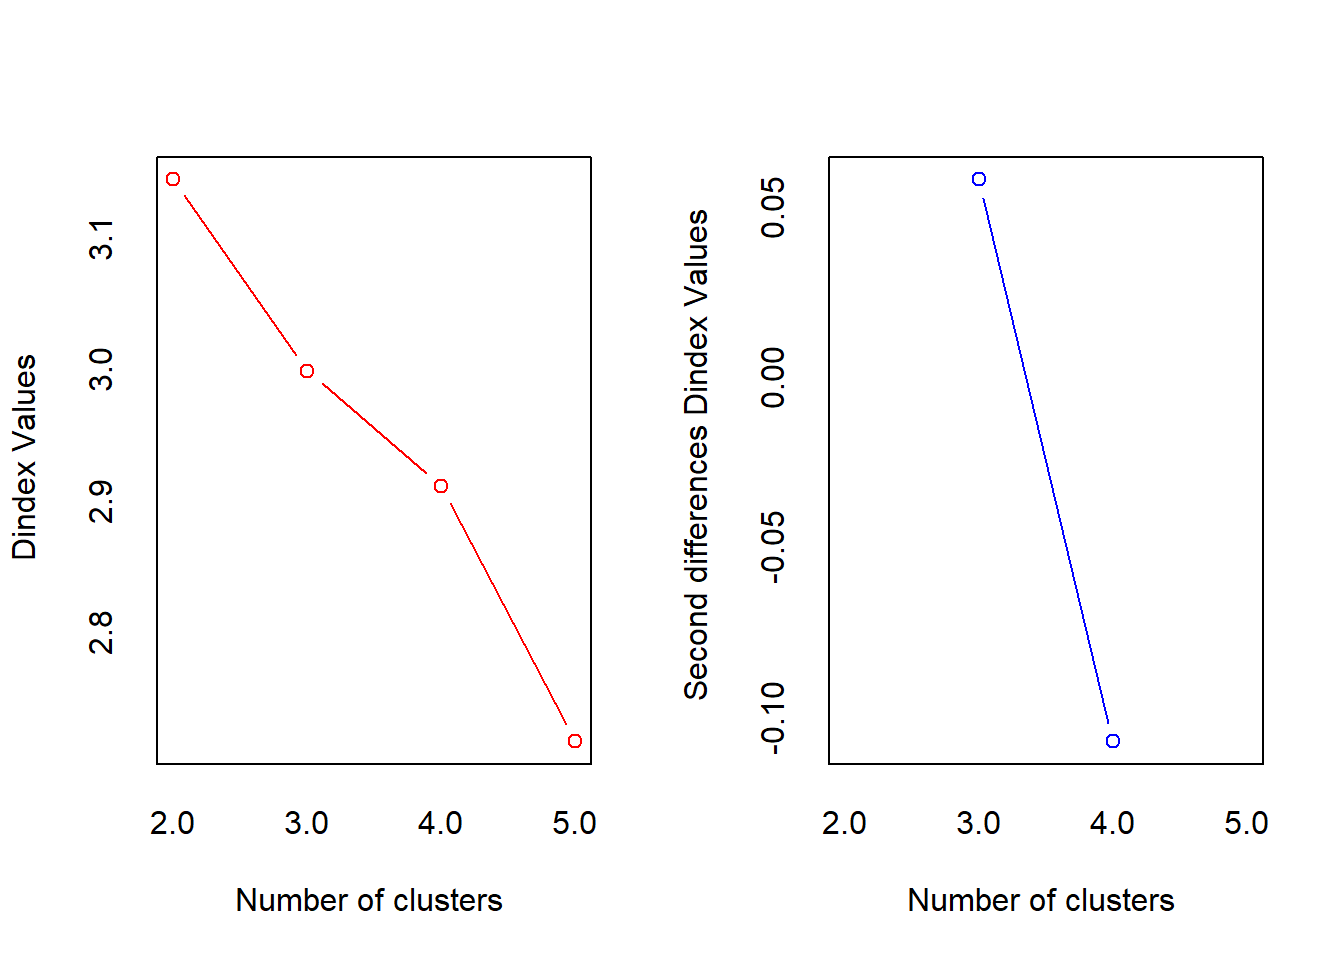 Dindex Values
3.1
3.0
2.9
2.8
2.0 3.0 4.0 5.0
Number of clusters
Second differences Dindex Values
0.05
0.00
-0.05
-0.10
2.0 3.0 4.0 5.0
Number of clusters